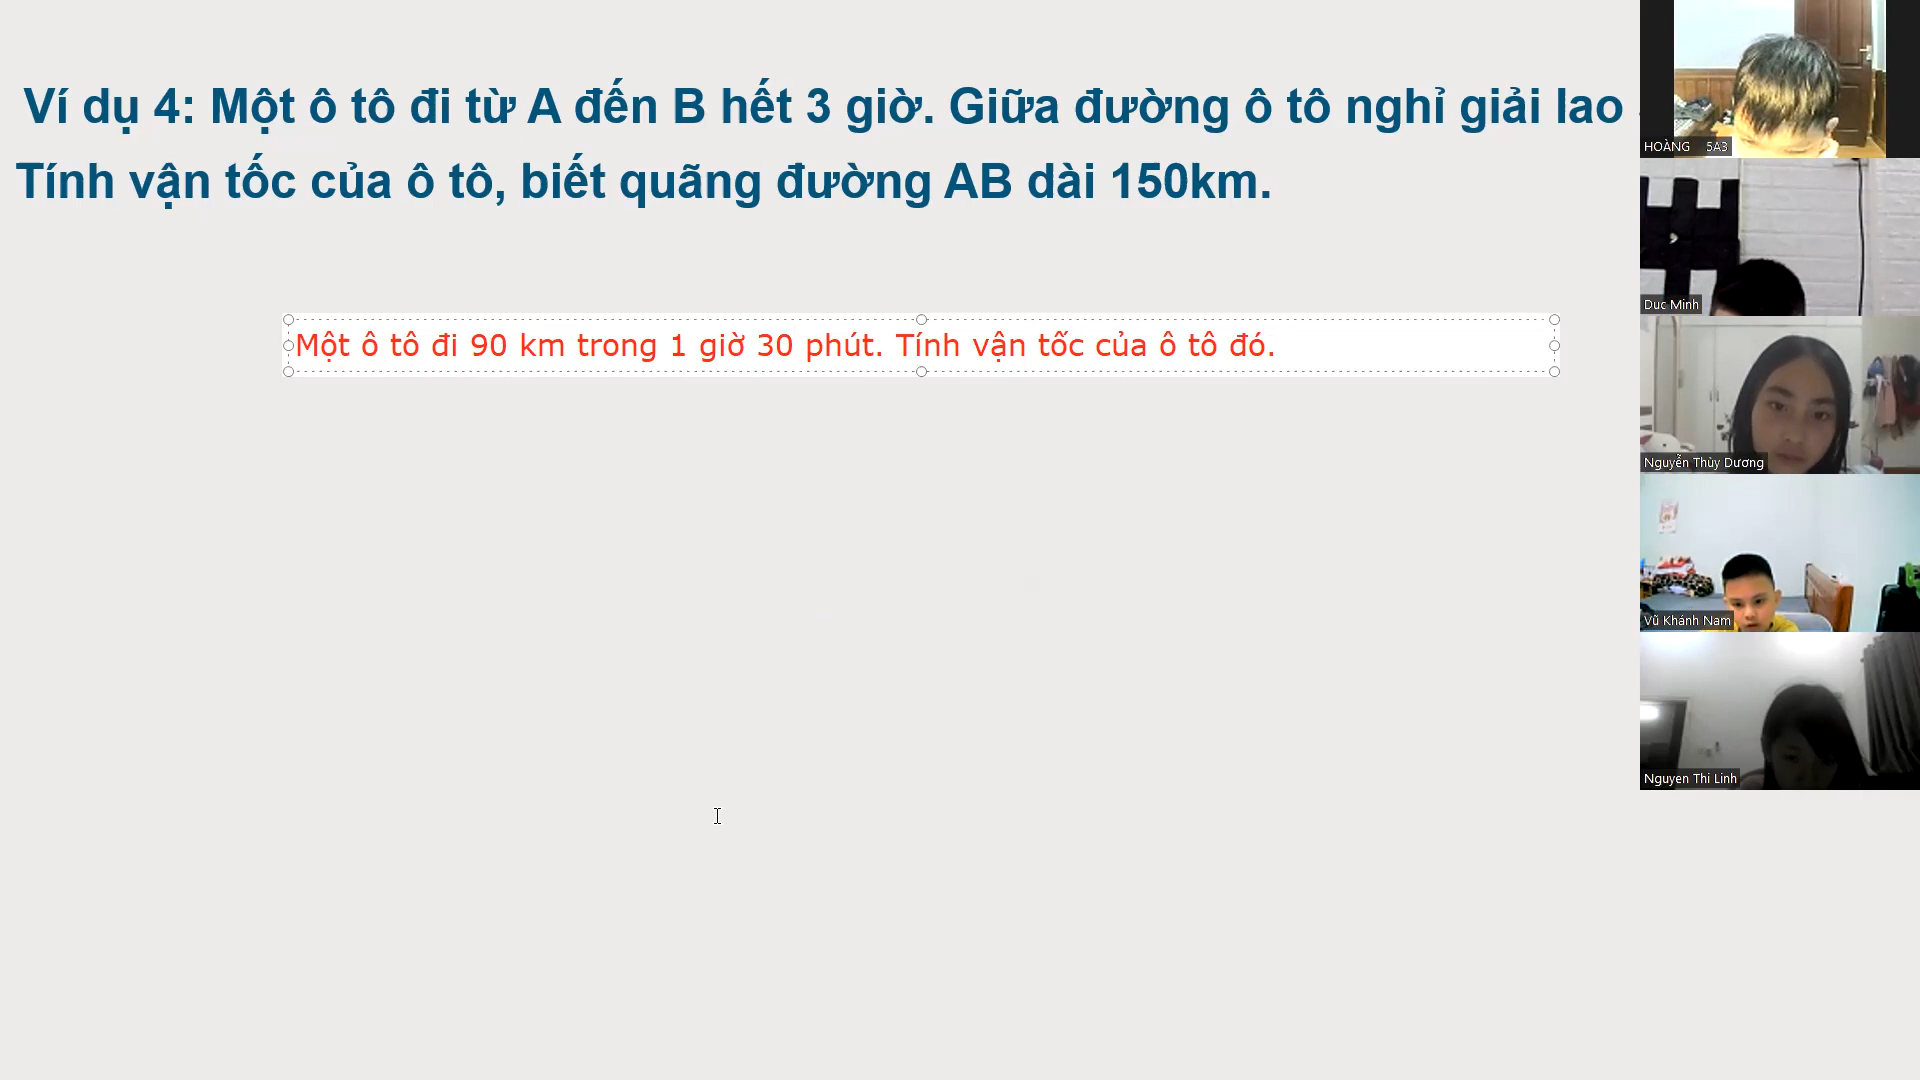 Ví dụ 4: Một ô tô đi từ A đến B hết 3 giờ. Giữa đường ô tô nghỉ giải lao
Tính vận tốc của ô tô, biết quãng đường AB dài 150km.
Một ô tô đi 90 km trong 1 giờ 30 phút. Tính vận tốc của ô tô đó.
HOÀNG 5A3
Duc Minh
Nguyễn Thùy Dương
Vũ Khánh Nam
Nguyen Thi Linh